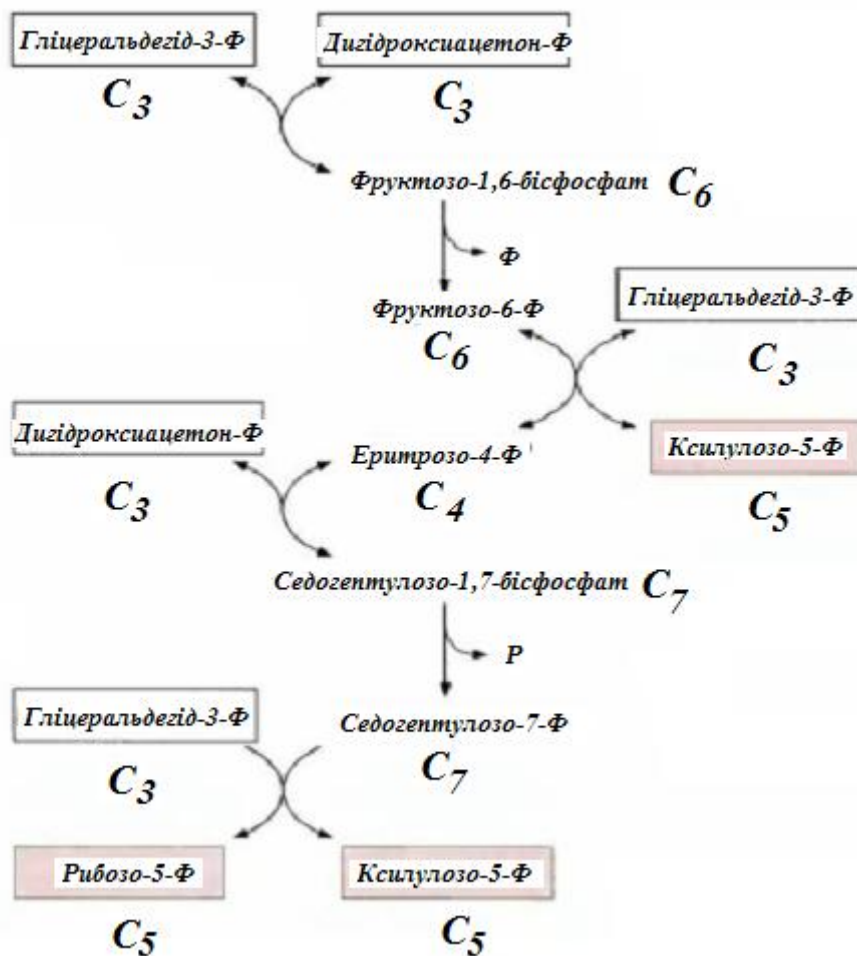 Гліцеральдегід-3-Ф
Дигідроксиацетон-Ф
C3
C3
Фруктозо-1,6-бісфосфат C6
Ф
Фруктозо-6-Ф
Гліцеральдегід-3-Ф
C6
C3
Дигідроксиацетон-Ф
Еритрозо-4-Ф
Ксилулозо-5-Ф
C3
C4
C5
Седогептулозо-1,7-бісфосфат C7
P
Гліцеральдегід-3-Ф
Седогептулозо-7-Ф
C3
C7
Рибозо-5-Ф
Ксилулозо-5-Ф
C5
C5